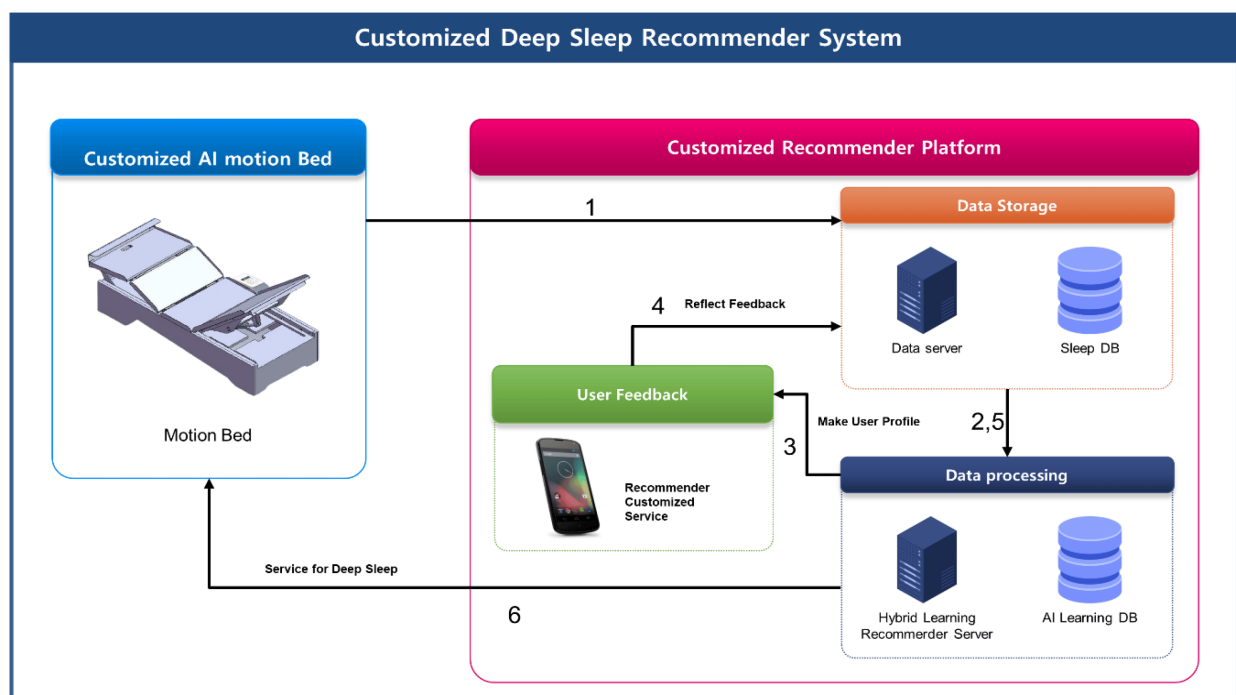 Customized Deep Sleep Recommender System
Customized AI motion Bed
Motion Bed
Customized Recommender Platform
1
Data Storage
Data server
Sleep DB
4
Reflect Feedback
User Feedback
Recommender
Customized
Service
Make User Profile
3
2,5
Data processing
Hybrid Learning
Recommerder Server
AI Learning DB
Service for Deep Sleep
6